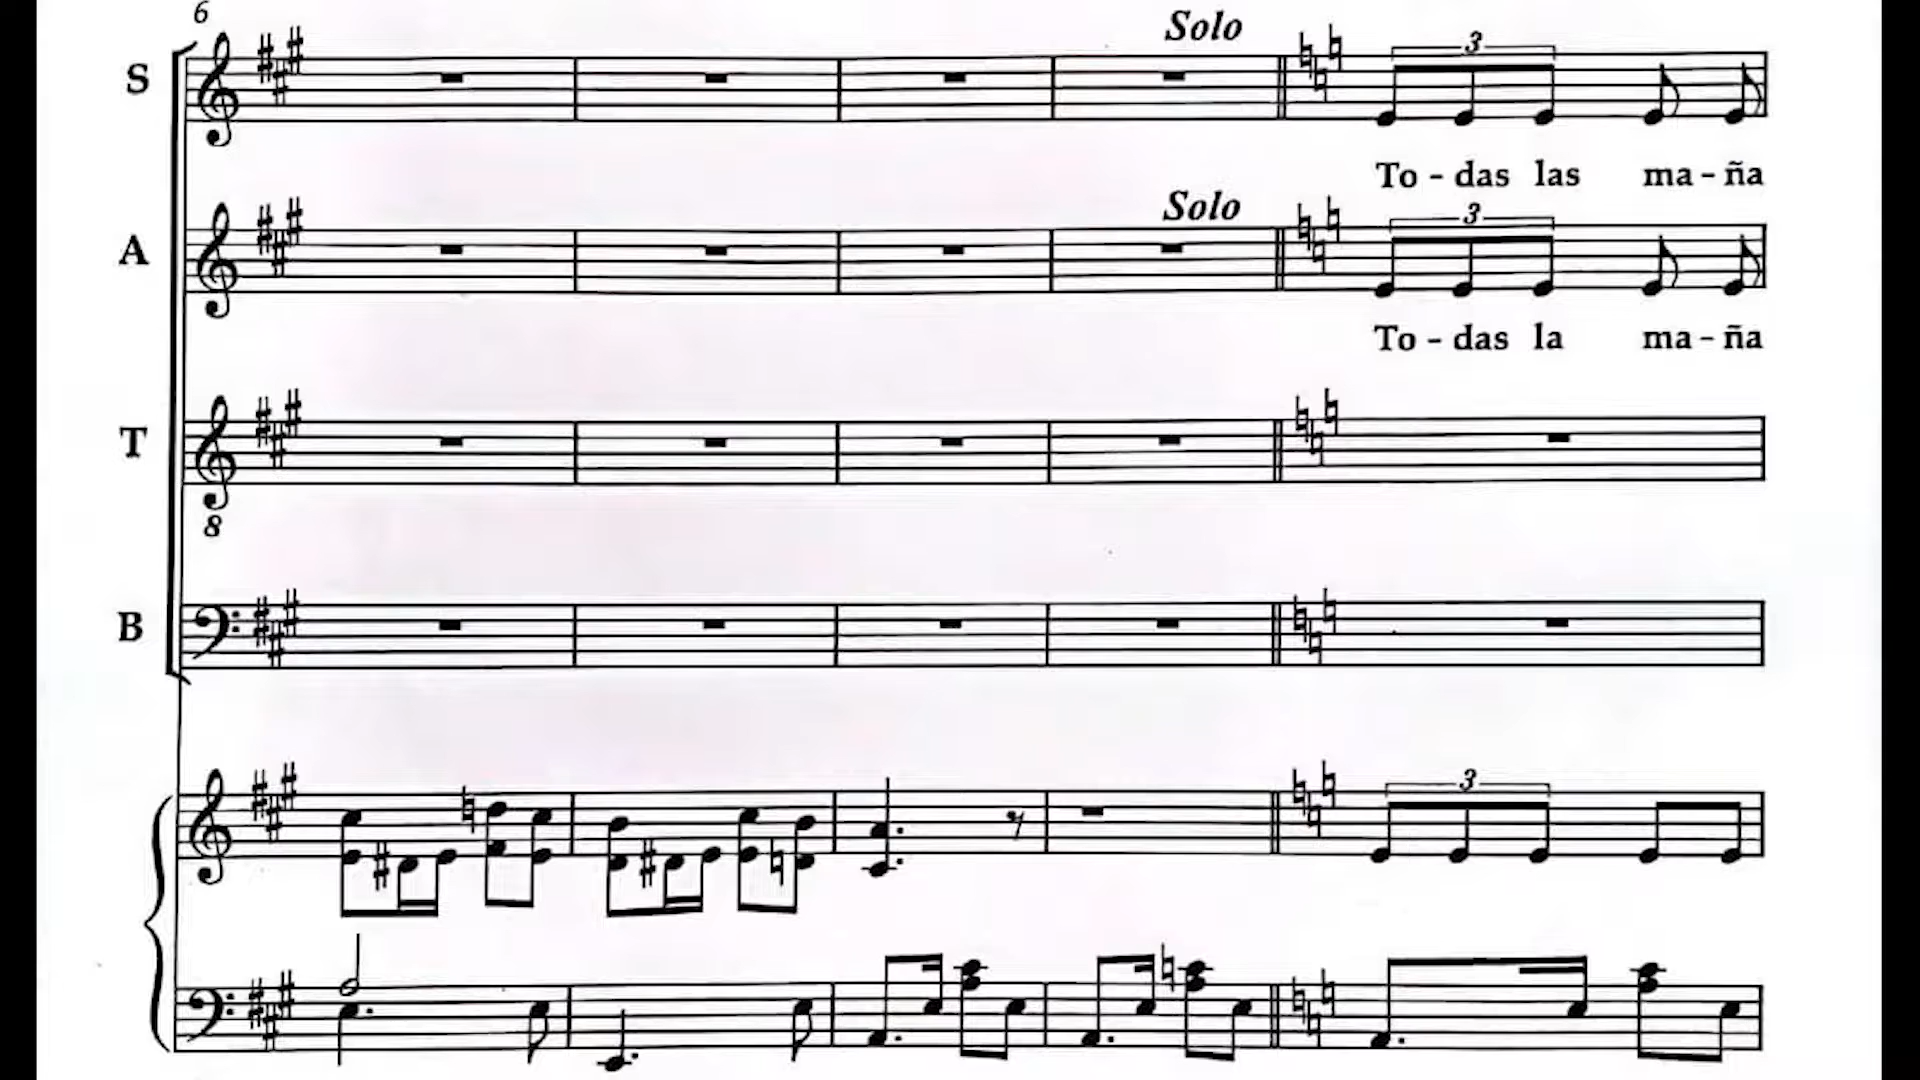 6
Solo
S
3
To - das las ma - ña
Solo
A
3
To - das la ma - ña
T
8
B
3